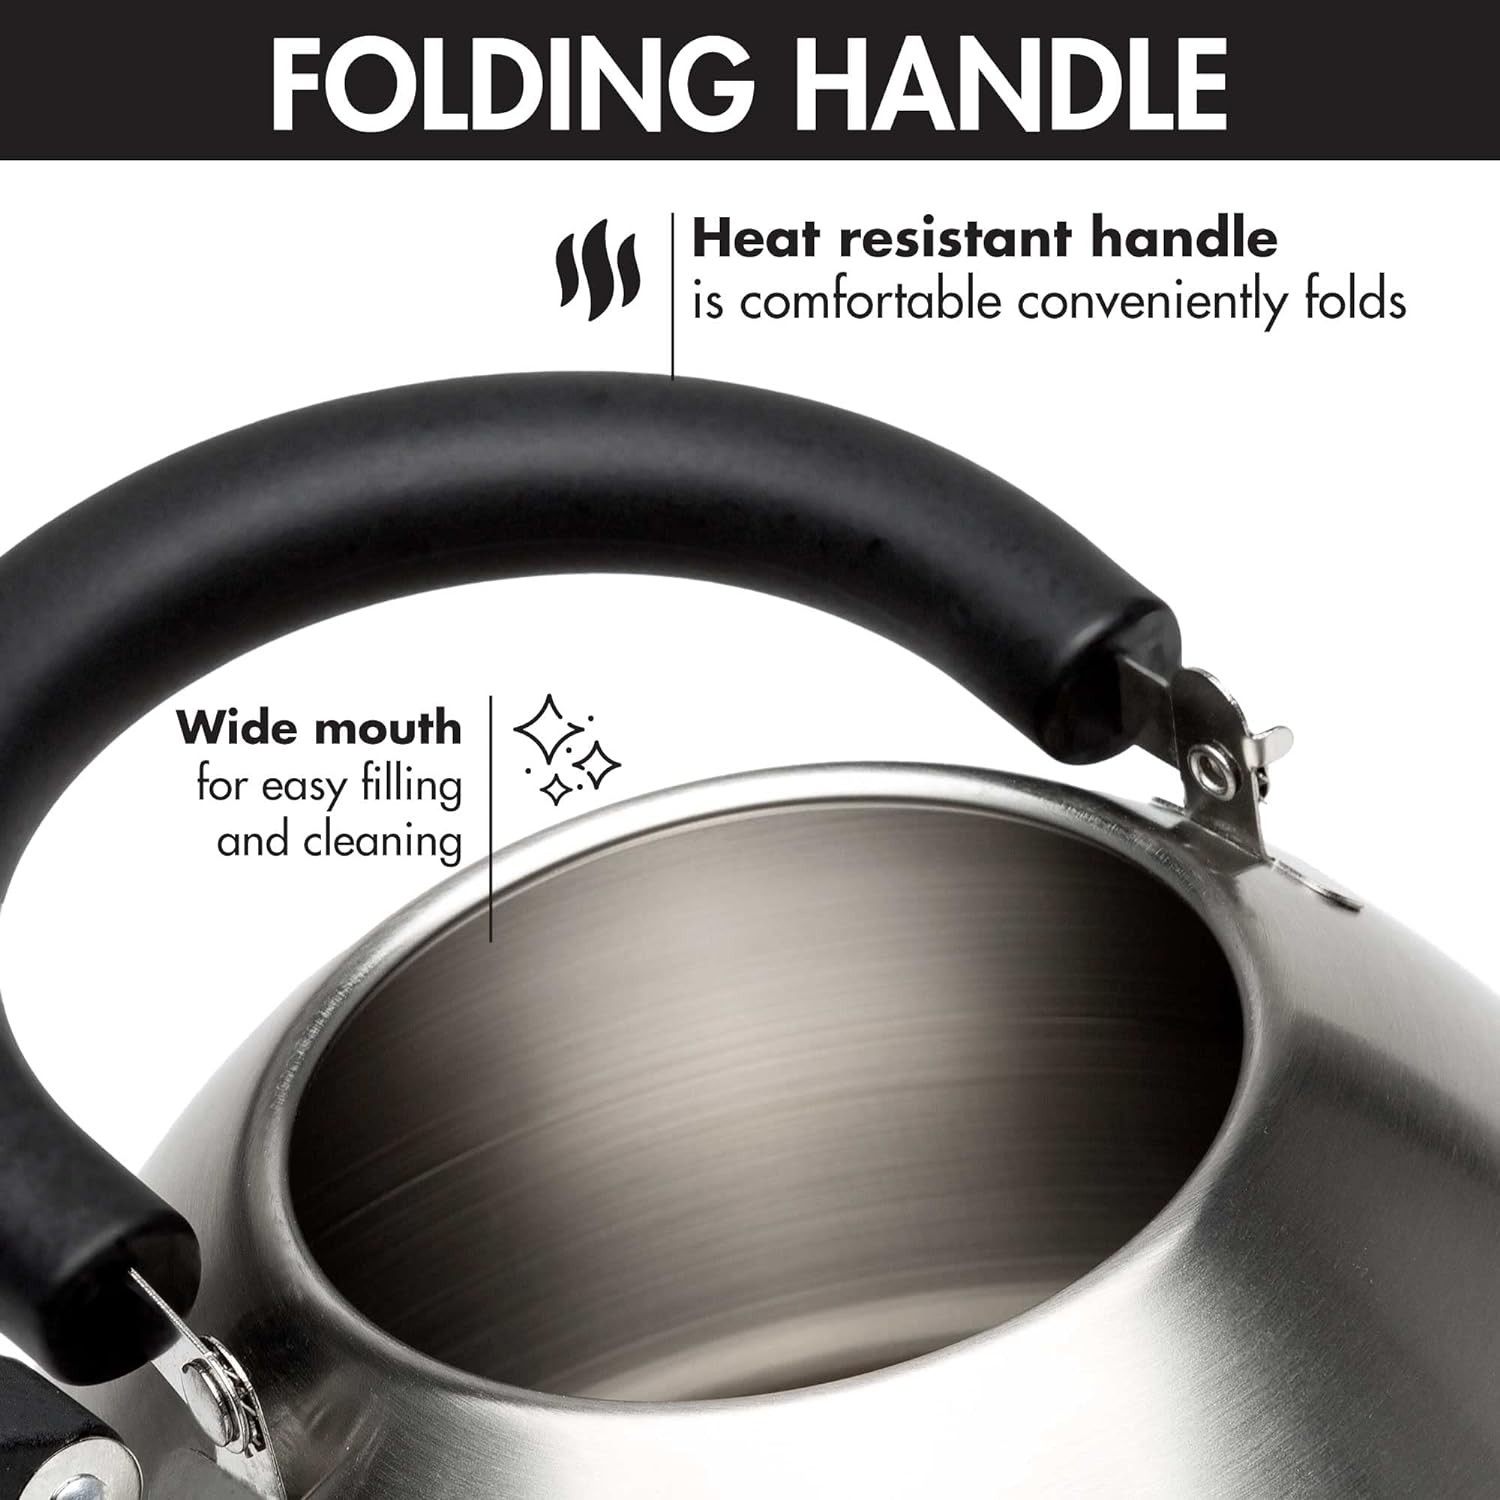 FOLDING HANDLE
Heat resistant handle
is comfortable conveniently folds
Wide mouth
for easy filling
and cleaning